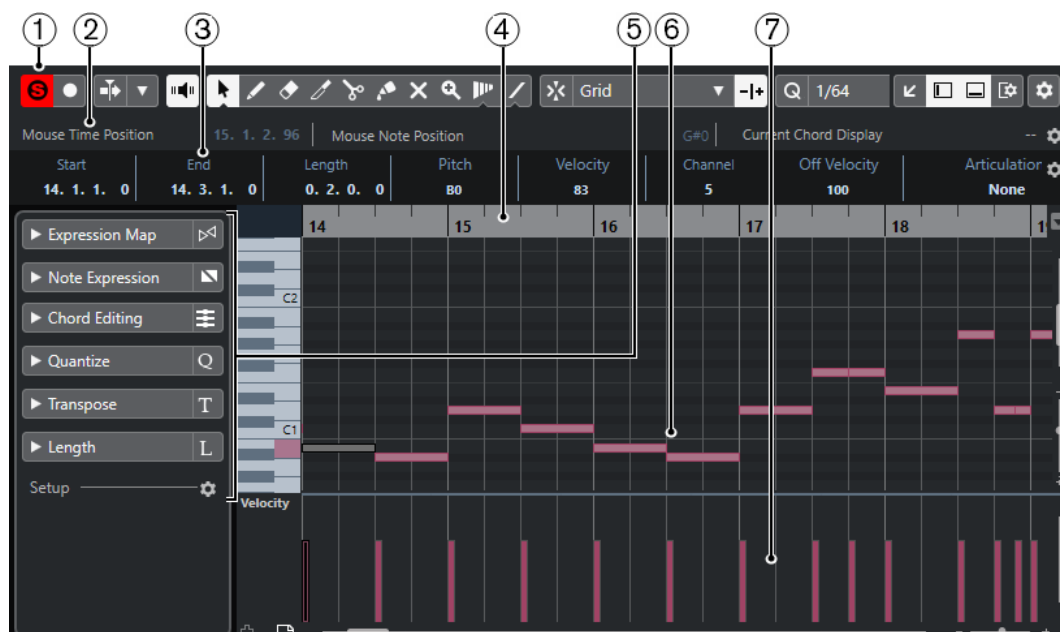 ① ② ③ ④ ⑤ ⑥ ⑦
S Grid Q 1/64
Mouse Time Position 15. 1. 2. 96 Mouse Note Position G#0 Current Chord Display --
Start End Length Pitch Velocity Channel Off Velocity Articulation
14. 1. 1. 0 14. 3. 1. 0 0. 2. 0. 0 B0 83 5 100 None
14 15 16 17 18
Expression Map
Note Expression
C2
Chord Editing
Quantize Q
Transpose T
C1
Length L
Setup
Velocity